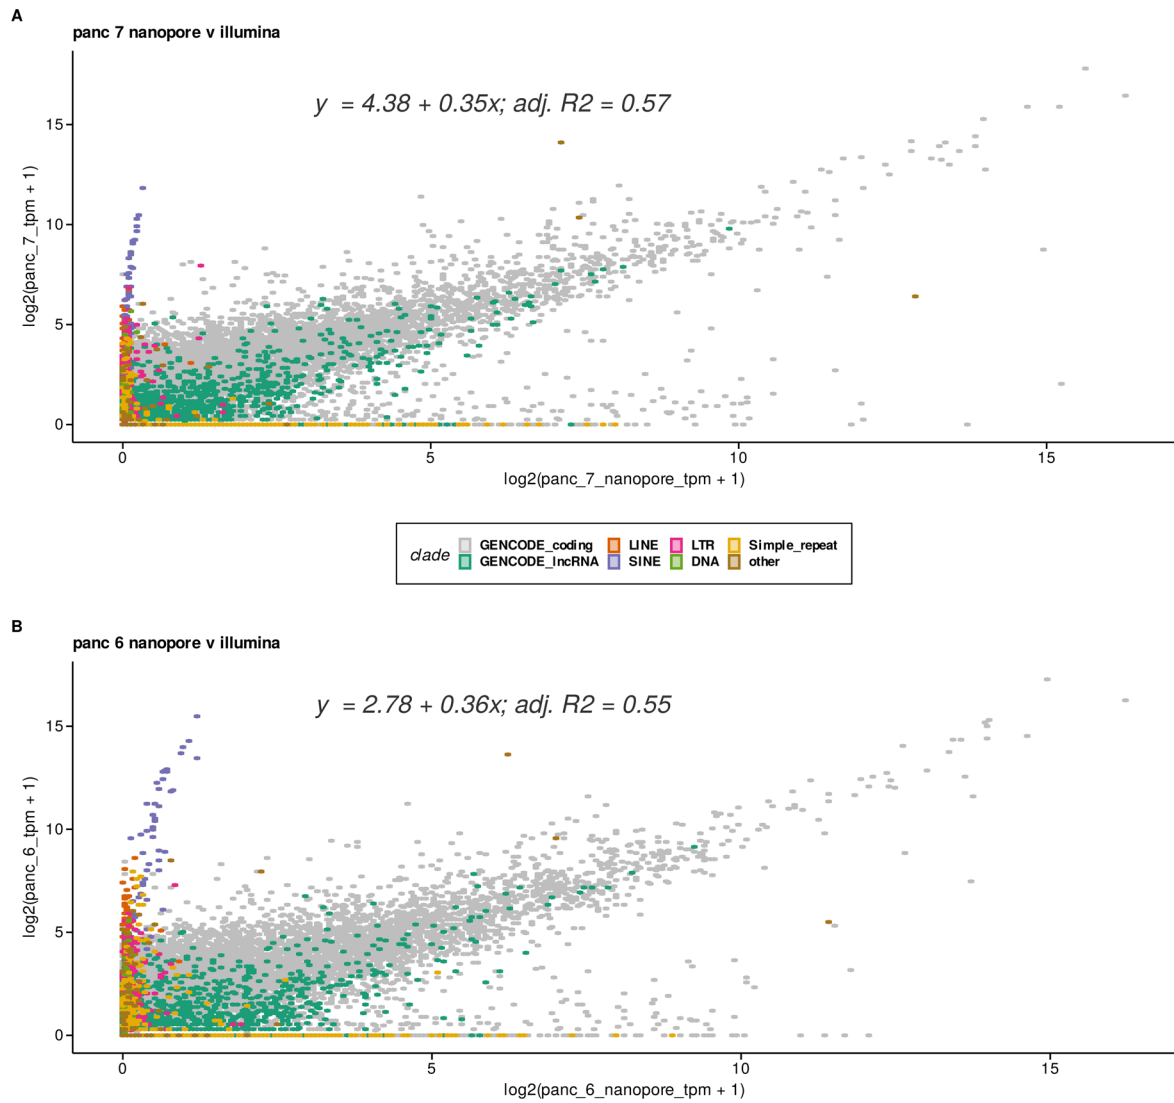 A
panc 7 nanopore v illumina
y = 4.38 + 0.35x; adj. R2 = 0.57
log2(panc_7_tpm + 1)
15
10
5
0
0 5 10 15
log2(panc_7_nanopore_tpm + 1)
clade
GENCODE_coding LINE LTR Simple_repeat
GENCODE_lncRNA SINE DNA other
B
panc 6 nanopore v illumina
y = 2.78 + 0.36x; adj. R2 = 0.55
log2(panc_6_tpm + 1)
15
10
5
0
0 5 10 15
log2(panc_6_nanopore_tpm + 1)